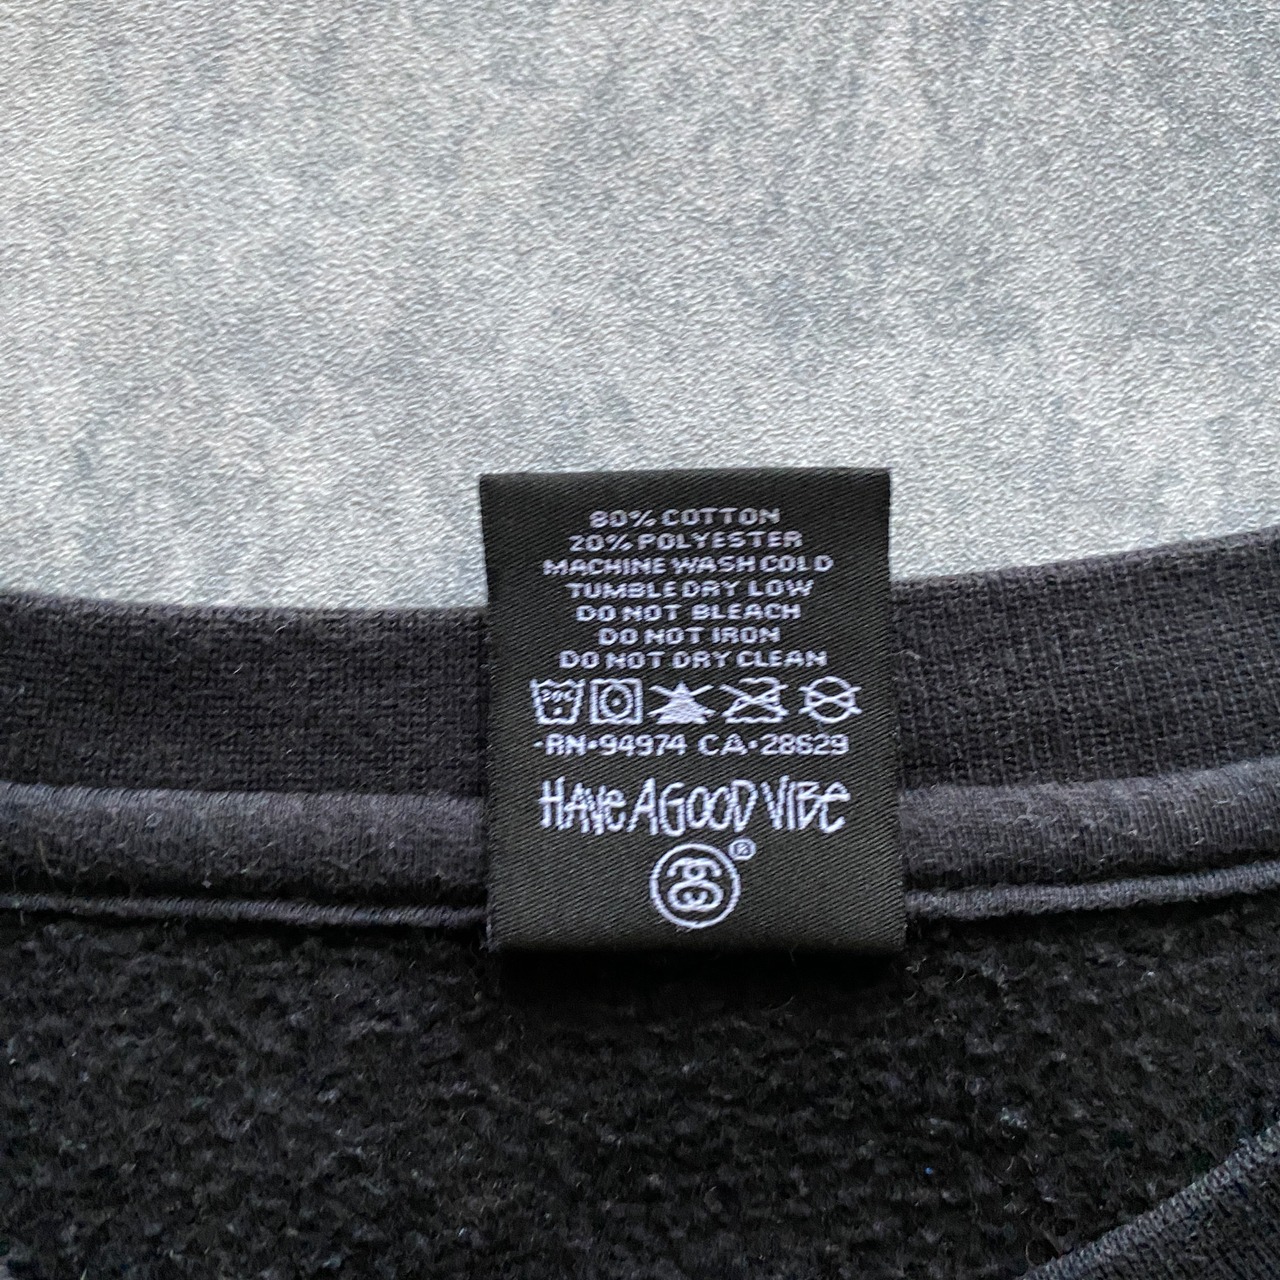 80% COTTON
20% POLYESTER
MACHINE WASH COLD
TUMBLE DRY LOW
DO NOT BLEACH
DO NOT IRON
DO NOT DRY CLEAN
30C
·RN·94974 CA·28629
HAVE A GOOD VIBE
®